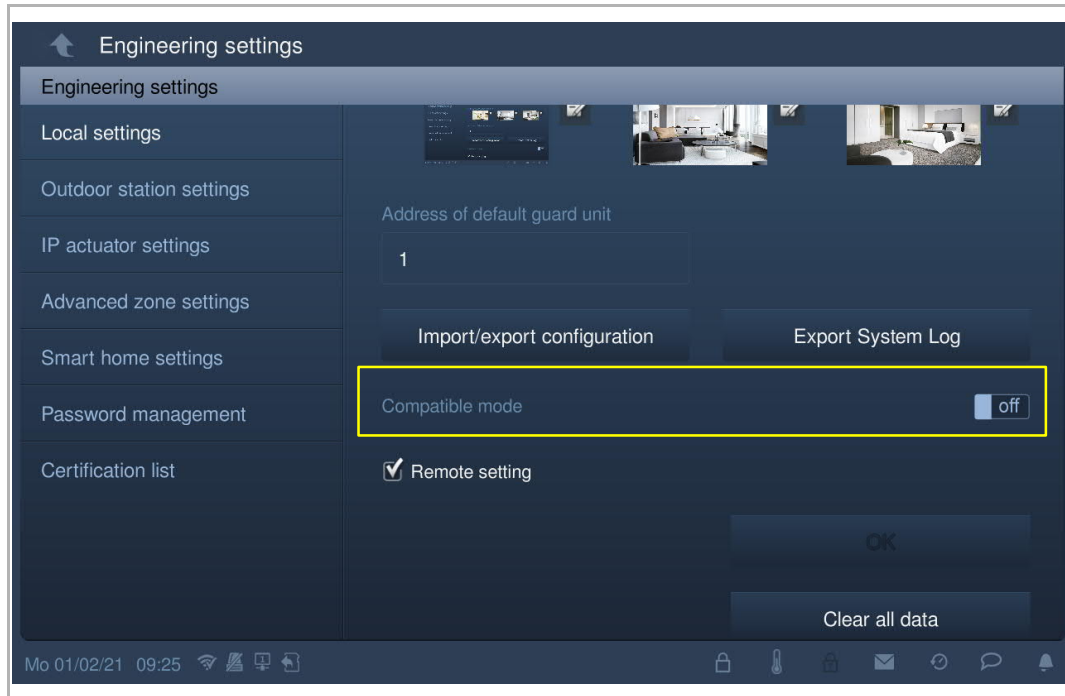 Engineering settings
Engineering settings
Local settings
Outdoor station settings
IP actuator settings
Advanced zone settings
Smart home settings
Password management
Certification list
Address of default guard unit
1
Import/export configuration
Export System Log
Compatible mode
off
Remote setting
OK
Clear all data
Mo 01/02/21 09:25